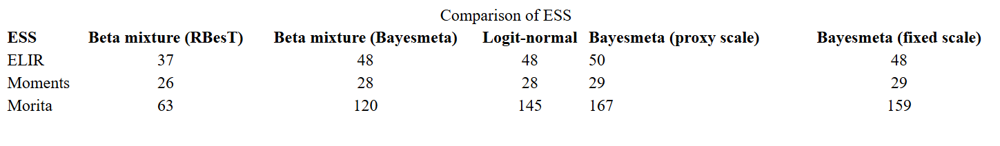 Comparison of ESS
ESS Beta mixture (RBesT) Beta mixture (Bayesmeta) Logit-normal Bayesmeta (proxy scale) Bayesmeta (fixed scale)
ELIR 37 48 48 50 48
Moments 26 28 28 29 29
Morita 63 120 145 167 159